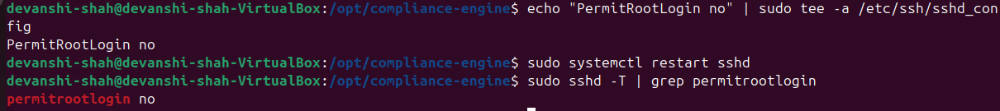 devanshi-shah@devanshi-shah-VirtualBox:/opt/compliance-engine$ echo "PermitRootLogin no" | sudo tee -a /etc/ssh/sshd_con
fig
PermitRootLogin no
devanshi-shah@devanshi-shah-VirtualBox:/opt/compliance-engine$ sudo systemctl restart sshd
devanshi-shah@devanshi-shah-VirtualBox:/opt/compliance-engine$ sudo sshd -T | grep permitrootlogin
permitrootlogin no